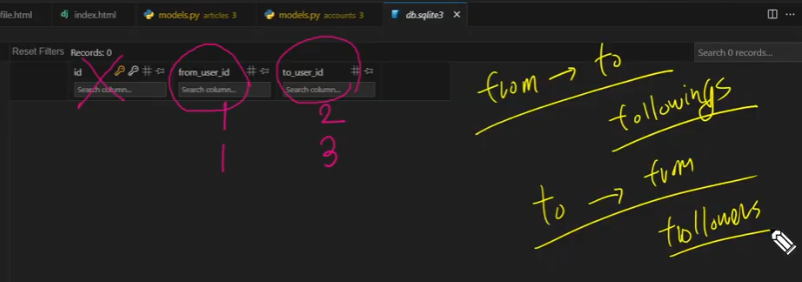 file.html index.html models.py articles 3 models.py accounts 3 db.sqlite3
Reset Filters Records: 0 Search 0 records...
id from_user_id to_user_id
Search column... Search column... Search column...
1 2
1 3
from → to
followings
to → from
followers